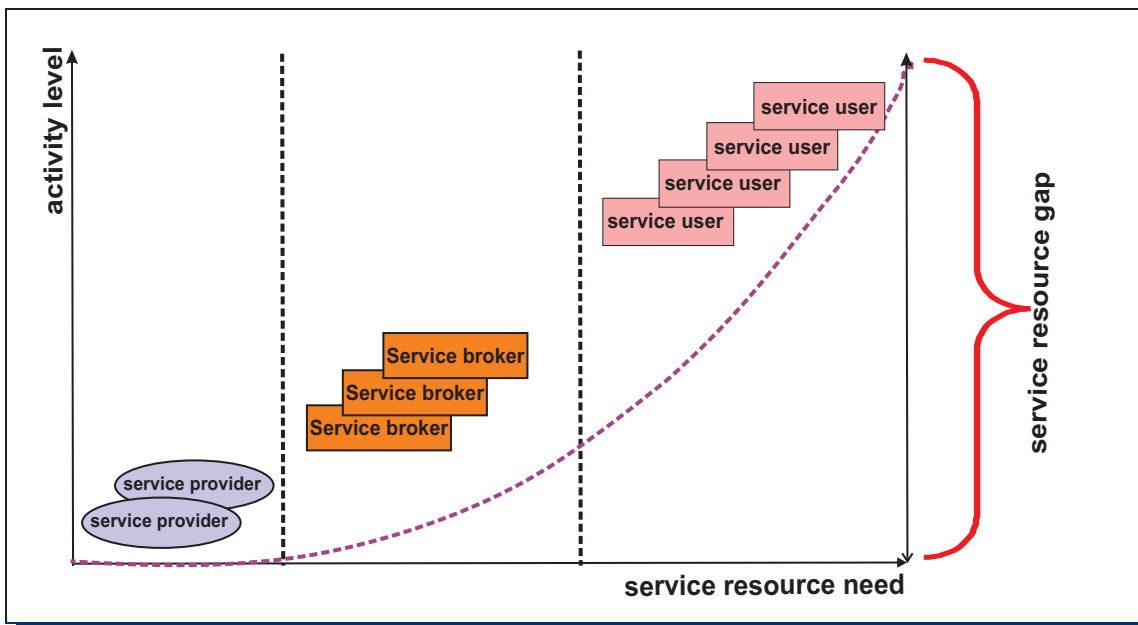 activity level
service user
service user
service user
service user
Service broker
Service broker
Service broker
service provider
service provider
service resource need
service resource gap